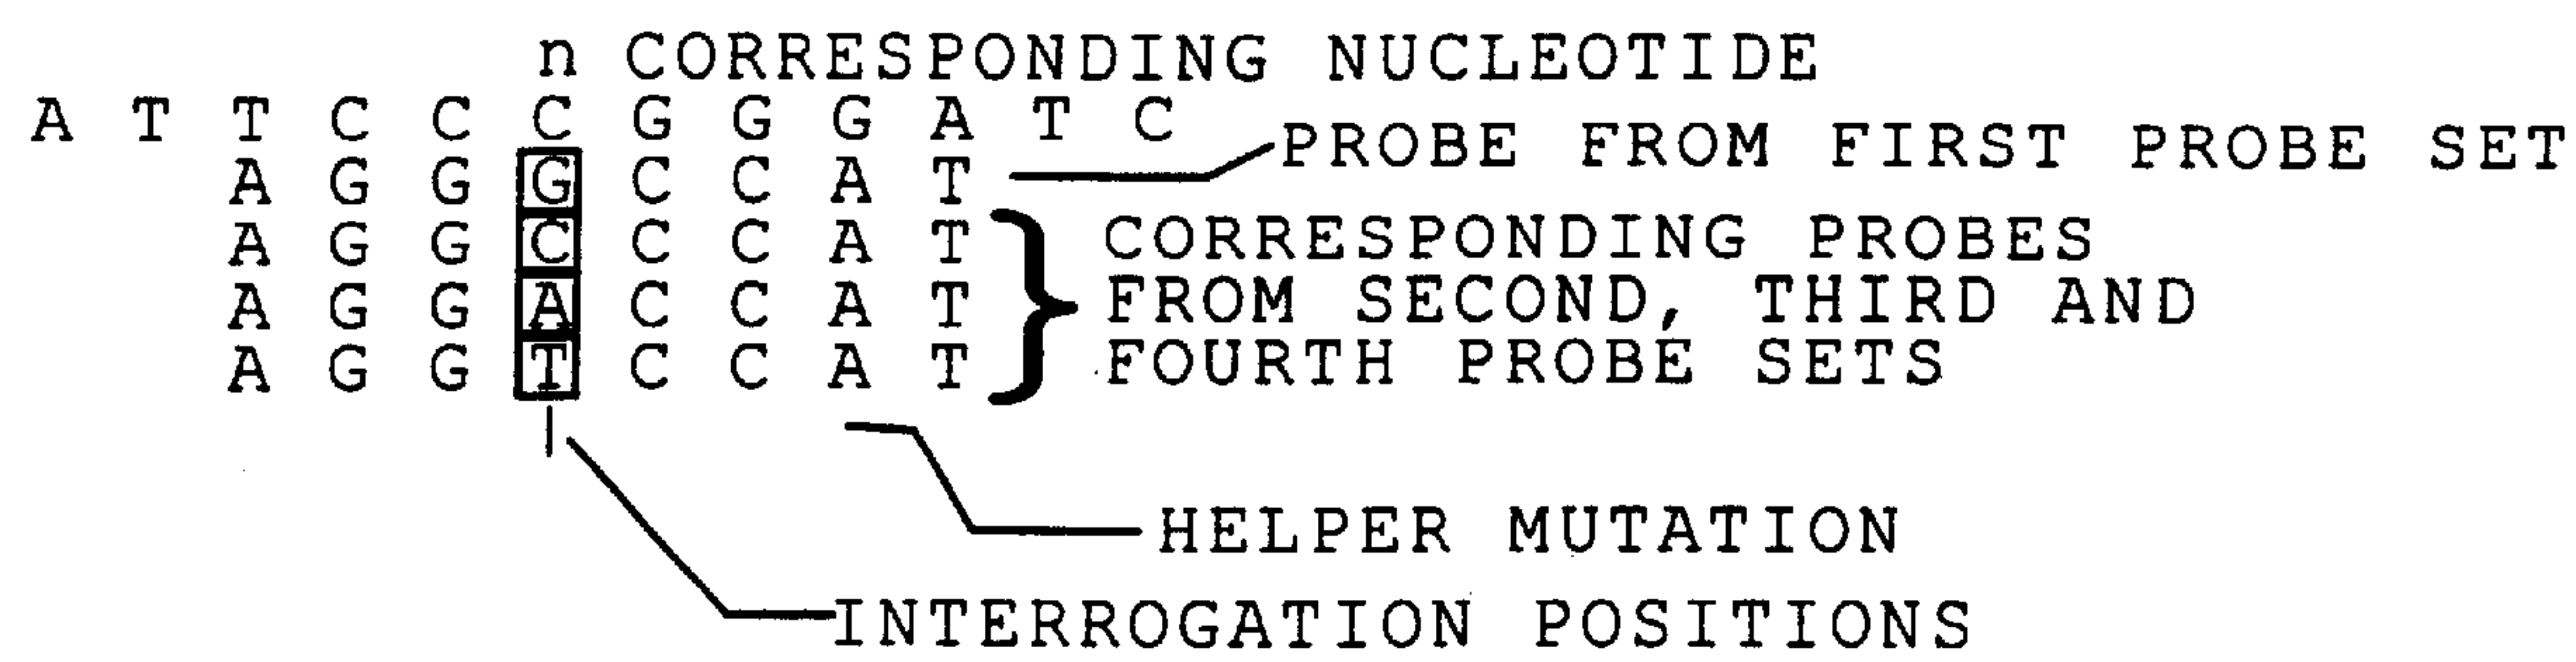 n CORRESPONDING NUCLEOTIDE
A T T C C C G G G A T C
PROBE FROM FIRST PROBE SET
A G G G C C A T
A G G C C C A T
CORRESPONDING PROBES
A G G A C C A T
FROM SECOND, THIRD AND
A G G T C C A T
FOURTH PROBE SETS
HELPER MUTATION
INTERROGATION POSITIONS